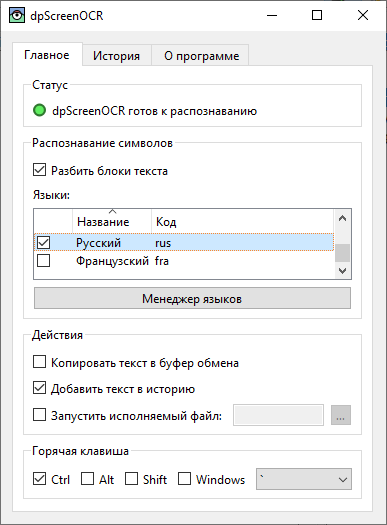 dpScreenOCR
Главное История О программе
Статус
dpScreenOCR готов к распознаванию
Распознавание символов
Разбить блоки текста
Языки:
Название Код
Русский rus
Французский fra
Менеджер языков
Действия
Копировать текст в буфер обмена
Добавить текст в историю
Запустить исполняемый файл: ...
Горячая клавиша
Ctrl Alt Shift Windows `